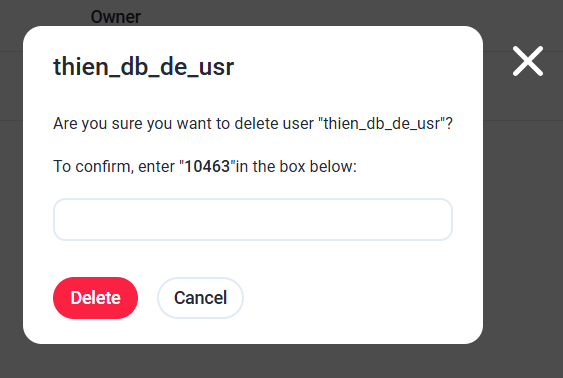 Owner
thien_db_de_usr
Are you sure you want to delete user "thien_db_de_usr"?
To confirm, enter "10463"in the box below:
Delete
Cancel